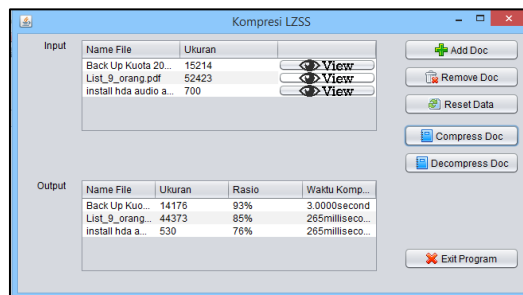 Kompresi LZSS
Input
Name File Ukuran
Back Up Kuota 20... 15214 View
List_9_orang.pdf 52423 View
install hda audio a... 700 View
Add Doc
Remove Doc
Reset Data
Compress Doc
Decompress Doc
Output
Name File Ukuran Rasio Waktu Komp...
Back Up Kuo... 14176 93% 3.0000second
List_9_orang... 44373 85% 265milliseco...
install hda a... 530 76% 265milliseco...
Exit Program